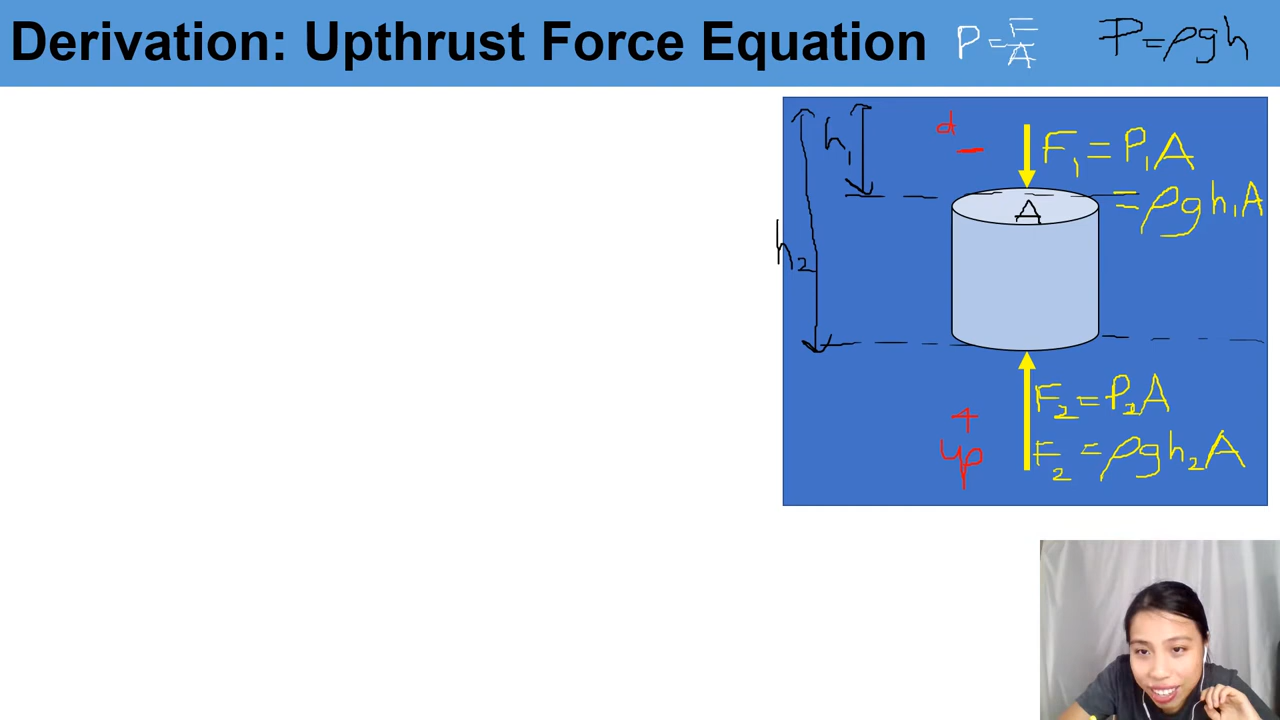 Derivation: Upthrust Force Equation
P = F/A
P = ρgh
h₁
d
−
F₁ = P₁A
= ρgh₁A
A
h₂
F₂ = P₂A
+
up
F₂ = ρgh₂A